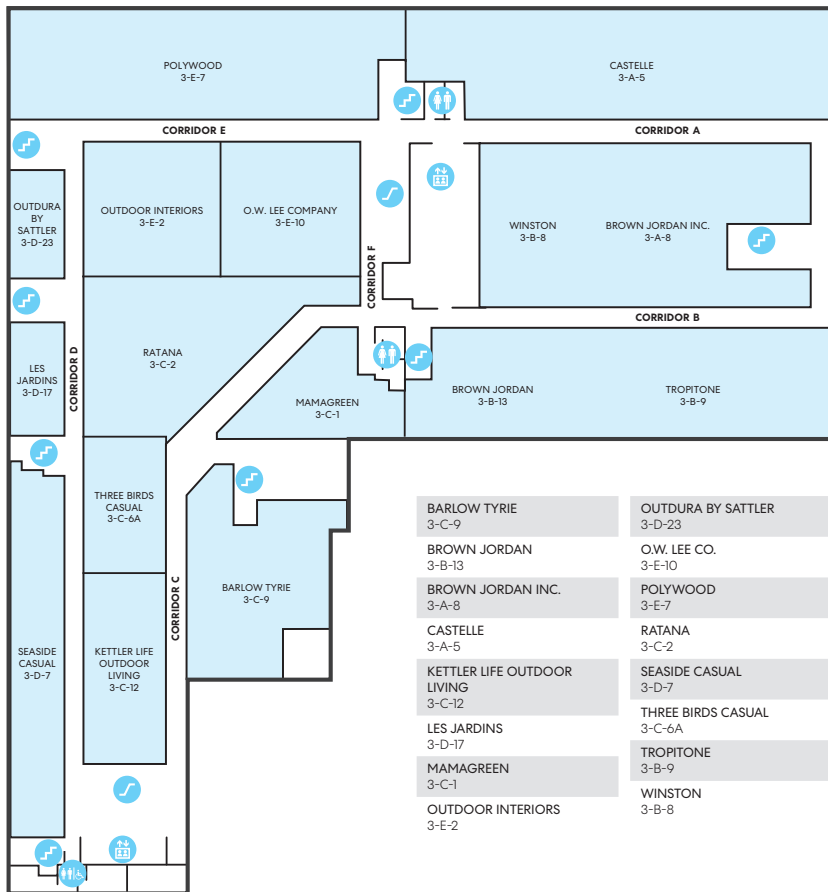 POLYWOOD
3-E-7
CASTELLE
3-A-5
CORRIDOR E
CORRIDOR A
OUTDURA
BY
SATTLER
3-D-23
OUTDOOR INTERIORS
3-E-2
O.W. LEE COMPANY
3-E-10
WINSTON
3-B-8
BROWN JORDAN INC.
3-A-8
CORRIDOR F
CORRIDOR B
LES
JARDINS
3-D-17
CORRIDOR D
RATANA
3-C-2
MAMAGREEN
3-C-1
BROWN JORDAN
3-B-13
TROPITONE
3-B-9
THREE BIRDS
CASUAL
3-C-6A
CORRIDOR C
BARLOW TYRIE
3-C-9
SEASIDE
CASUAL
3-D-7
KETTLER LIFE
OUTDOOR
LIVING
3-C-12
BARLOW TYRIE
3-C-9
BROWN JORDAN
3-B-13
BROWN JORDAN INC.
3-A-8
CASTELLE
3-A-5
KETTLER LIFE OUTDOOR
LIVING
3-C-12
LES JARDINS
3-D-17
MAMAGREEN
3-C-1
OUTDOOR INTERIORS
3-E-2
OUTDURA BY SATTLER
3-D-23
O.W. LEE CO.
3-E-10
POLYWOOD
3-E-7
RATANA
3-C-2
SEASIDE CASUAL
3-D-7
THREE BIRDS CASUAL
3-C-6A
TROPITONE
3-B-9
WINSTON
3-B-8